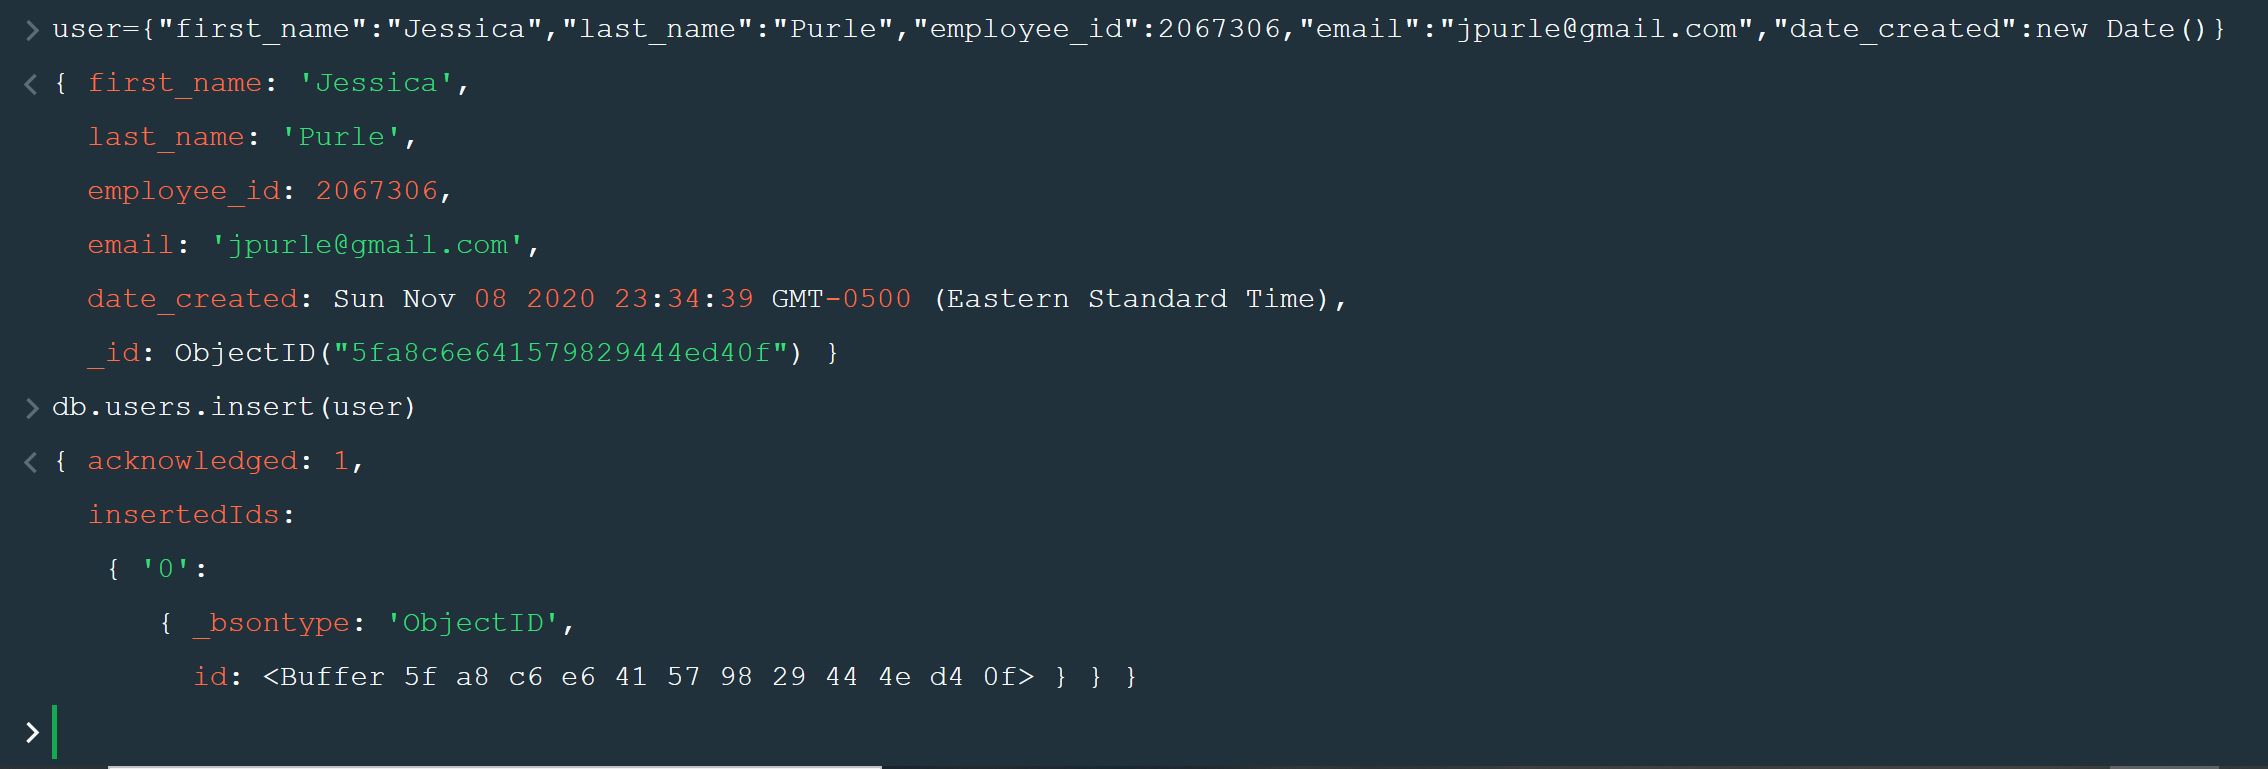 > user={"first_name":"Jessica","last_name":"Purle","employee_id":2067306,"email":"jpurle@gmail.com","date_created":new Date()}
< { first_name: 'Jessica',
last_name: 'Purle',
employee_id: 2067306,
email: 'jpurle@gmail.com',
date_created: Sun Nov 08 2020 23:34:39 GMT-0500 (Eastern Standard Time),
_id: ObjectID("5fa8c6e641579829444ed40f") }
> db.users.insert(user)
< { acknowledged: 1,
insertedIds:
{ '0':
{ _bsontype: 'ObjectID',
id: <Buffer 5f a8 c6 e6 41 57 98 29 44 4e d4 0f> } } }
>